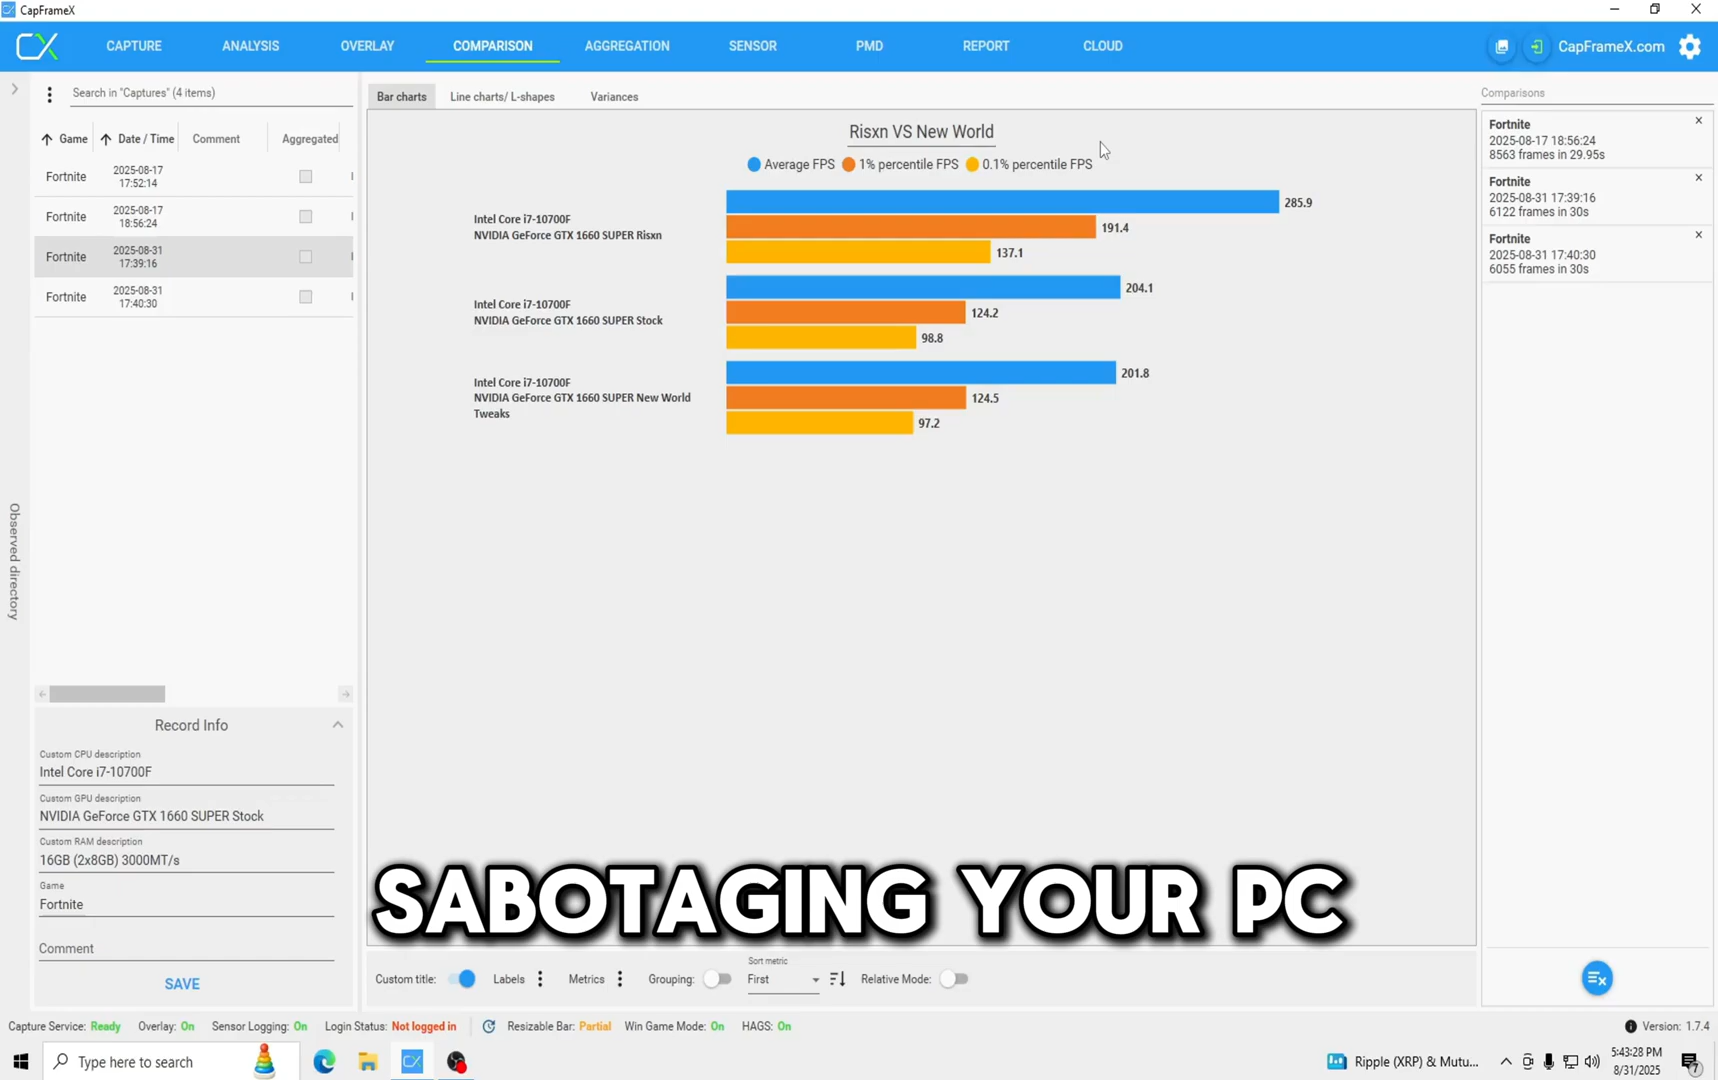 CapFrameX
CX
CAPTURE
ANALYSIS
OVERLAY
COMPARISON
AGGREGATION
SENSOR
PMD
REPORT
CLOUD
CapFrameX.com
Search in "Captures" (4 items)
Game
Date / Time
Comment
Aggregated
Fortnite
2025-08-17
17:52:14
Fortnite
2025-08-17
18:56:24
Fortnite
2025-08-31
17:39:16
Fortnite
2025-08-31
17:40:30
Observed directory
Record Info
Custom CPU description
Intel Core i7-10700F
Custom GPU description
NVIDIA GeForce GTX 1660 SUPER Stock
Custom RAM description
16GB (2x8GB) 3000MT/s
Game
Fortnite
Comment
SAVE
Bar charts
Line charts/ L-shapes
Variances
Risxn VS New World
Average FPS
1% percentile FPS
0.1% percentile FPS
Intel Core i7-10700F
NVIDIA GeForce GTX 1660 SUPER Risxn
285.9
191.4
137.1
Intel Core i7-10700F
NVIDIA GeForce GTX 1660 SUPER Stock
204.1
124.2
98.8
Intel Core i7-10700F
NVIDIA GeForce GTX 1660 SUPER New World
Tweaks
201.8
124.5
97.2
SABOTAGING YOUR PC
Custom title:
Labels
Metrics
Grouping:
Sort metric
First
Relative Mode:
Comparisons
Fortnite
2025-08-17 18:56:24
8563 frames in 29.95s
Fortnite
2025-08-31 17:39:16
6122 frames in 30s
Fortnite
2025-08-31 17:40:30
6055 frames in 30s
Capture Service: Ready
Overlay: On
Sensor Logging: On
Login Status: Not logged in
Resizable Bar: Partial
Win Game Mode: On
HAGS: On
Version: 1.7.4
Type here to search
CX
Ripple (XRP) & Mutu...
5:43:28 PM
8/31/2025
7